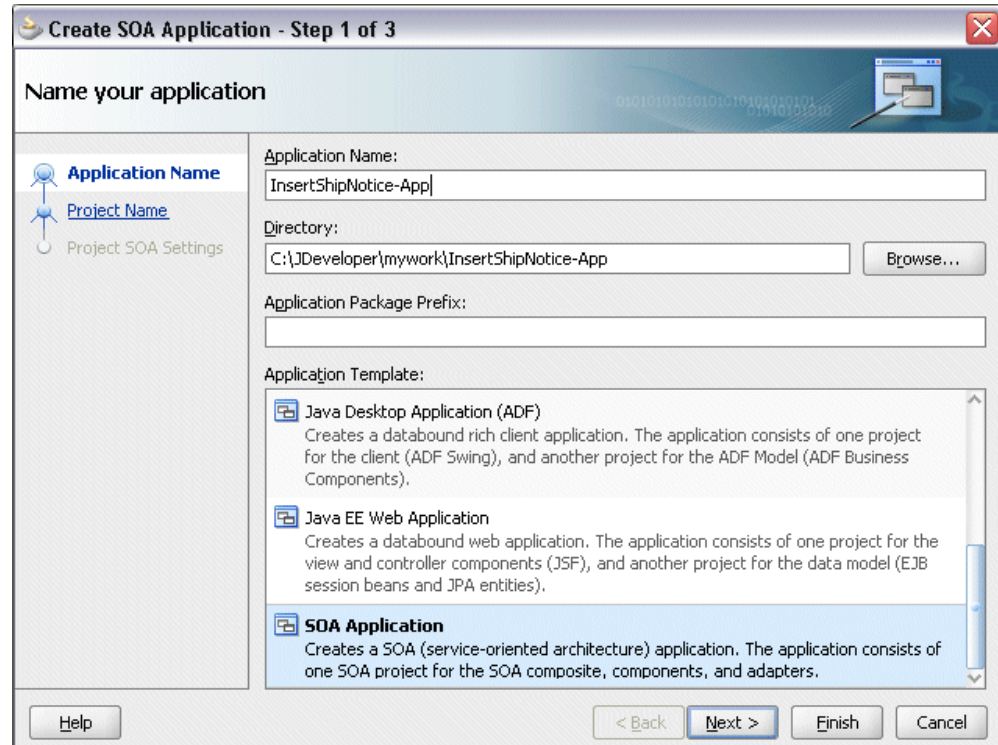 Create SOA Application - Step 1 of 3
Name your application
Application Name
Project Name
Project SOA Settings
Application Name:
InsertShipNotice-App
Directory:
C:\JDeveloper\mywork\InsertShipNotice-App
Browse...
Application Package Prefix:
Application Template:
Java Desktop Application (ADF)
Creates a databound rich client application. The application consists of one project
for the client (ADF Swing), and another project for the ADF Model (ADF Business
Components).
Java EE Web Application
Creates a databound web application. The application consists of one project for the
view and controller components (JSF), and another project for the data model (EJB
session beans and JPA entities).
SOA Application
Creates a SOA (service-oriented architecture) application. The application consists of
one SOA project for the SOA composite, components, and adapters.
Help
< Back
Next >
Finish
Cancel